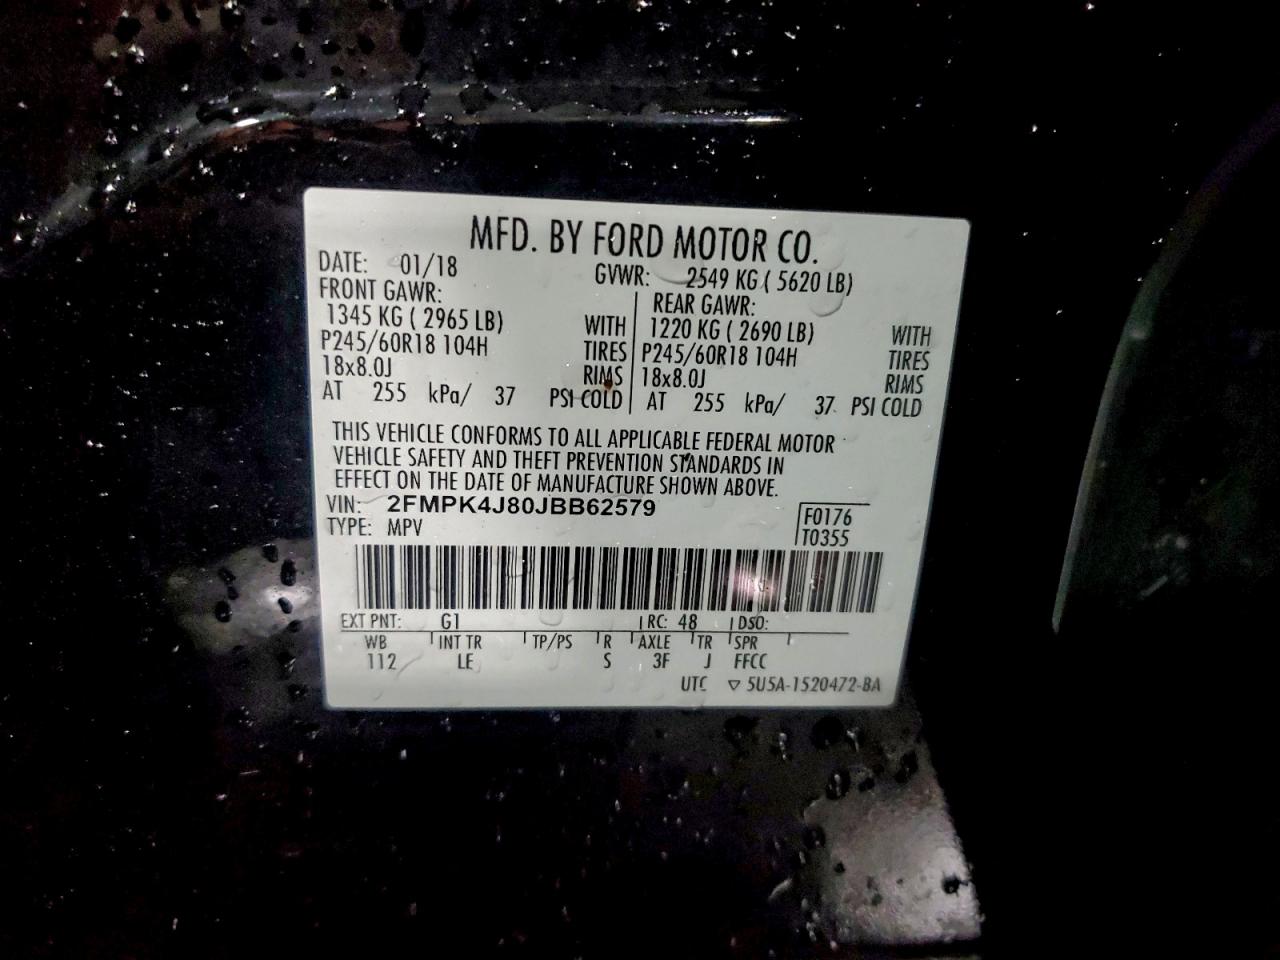 MFD. BY FORD MOTOR CO.
DATE: 01/18 GVWR: 2549 KG ( 5620 LB)
FRONT GAWR: REAR GAWR:
1345 KG ( 2965 LB) WITH 1220 KG ( 2690 LB) WITH
P245/60R18 104H TIRES P245/60R18 104H TIRES
18x8.0J RIMS 18x8.0J RIMS
AT 255 kPa/ 37 PSI COLD AT 255 kPa/ 37 PSI COLD
THIS VEHICLE CONFORMS TO ALL APPLICABLE FEDERAL MOTOR
VEHICLE SAFETY AND THEFT PREVENTION STANDARDS IN
EFFECT ON THE DATE OF MANUFACTURE SHOWN ABOVE.
VIN: 2FMPK4J80JBB62579 F0176
TYPE: MPV T0355
EXT PNT: G1 RC: 48 DSO:
WB INT TR TP/PS R AXLE TR SPR
112 LE S 3F J FFCC
UTC ▽ 5U5A-1520472-BA